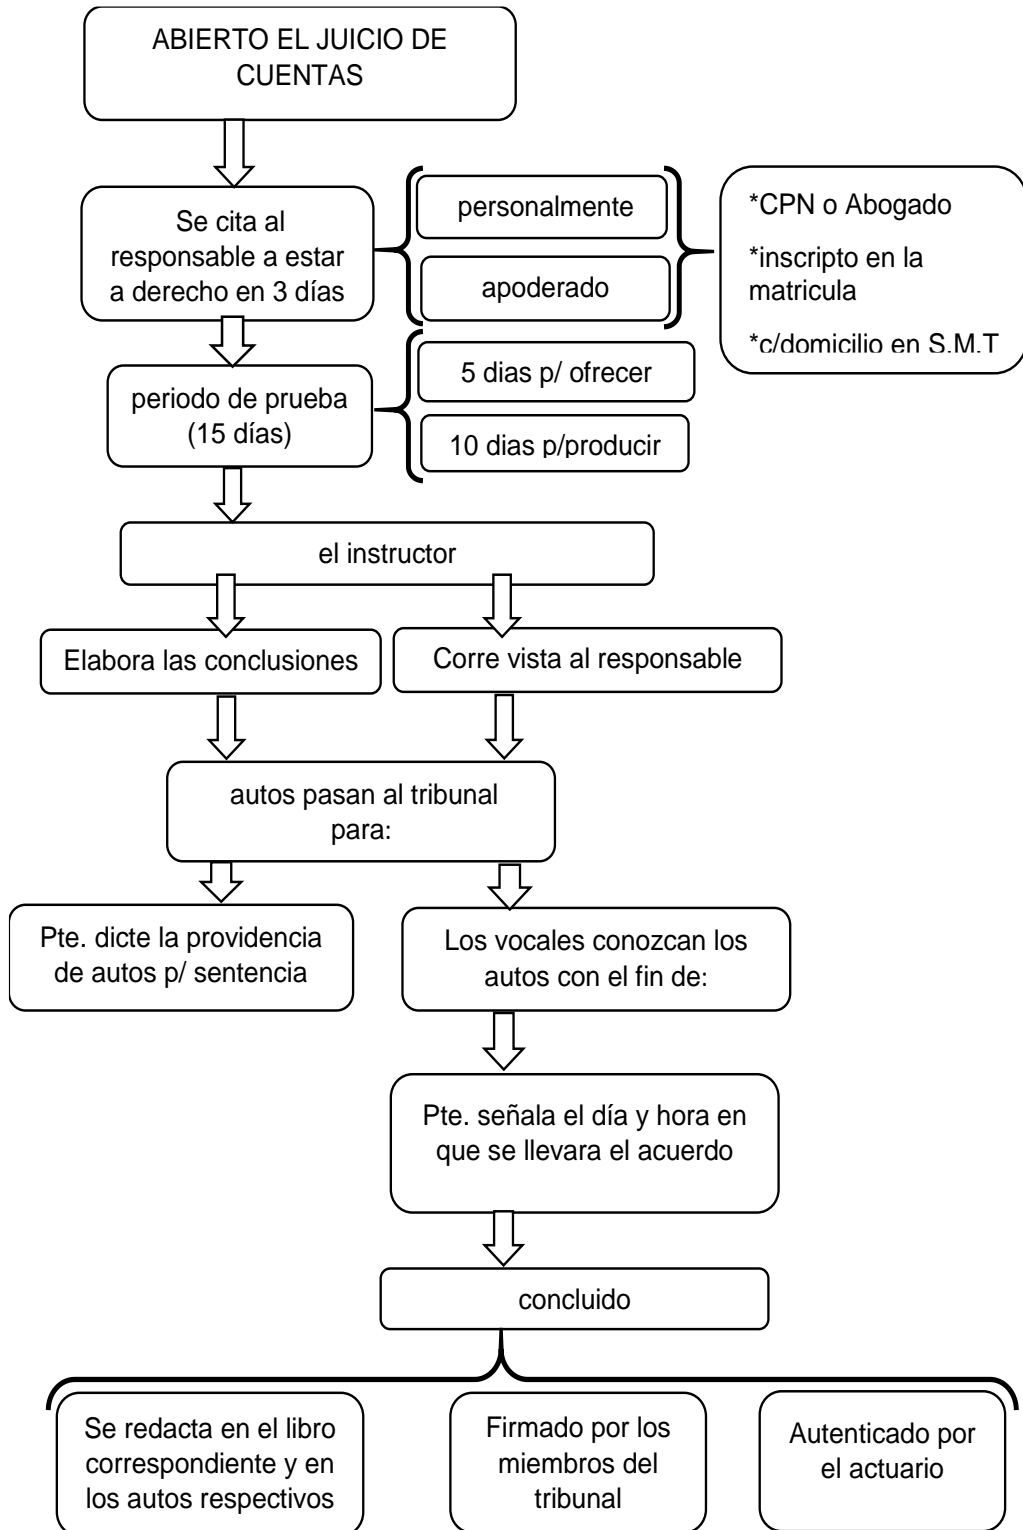 ABIERTO EL JUICIO DE
CUENTAS
Se cita al
responsable a estar
a derecho en 3 días
personalmente
apoderado
*CPN o Abogado
*inscripto en la
matricula
*c/domicilio en S.M.T
periodo de prueba
(15 días)
5 dias p/ ofrecer
10 dias p/producir
el instructor
Elabora las conclusiones
Corre vista al responsable
autos pasan al tribunal
para:
Pte. dicte la providencia
de autos p/ sentencia
Los vocales conozcan los
autos con el fin de:
Pte. señala el día y hora en
que se llevara el acuerdo
concluido
Se redacta en el libro
correspondiente y en
los autos respectivos
Firmado por los
miembros del
tribunal
Autenticado por
el actuario